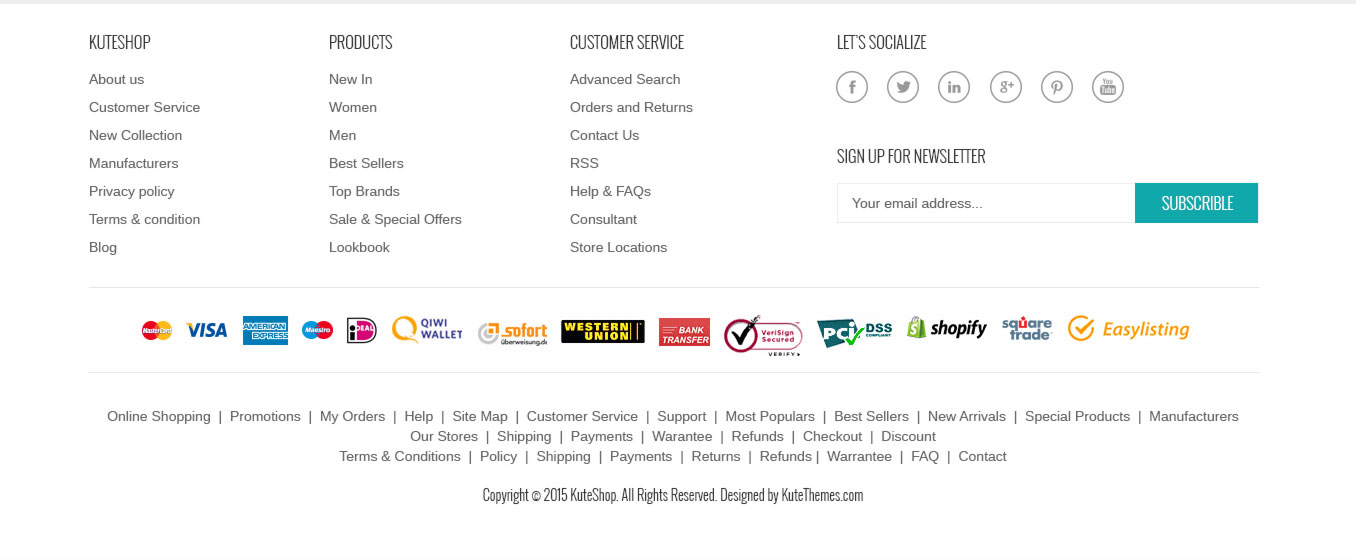 KUTESHOP
About us
Customer Service
New Collection
Manufacturers
Privacy policy
Terms & condition
Blog
PRODUCTS
New In
Women
Men
Best Sellers
Top Brands
Sale & Special Offers
Lookbook
CUSTOMER SERVICE
Advanced Search
Orders and Returns
Contact Us
RSS
Help & FAQs
Consultant
Store Locations
LET'S SOCIALIZE
f in g+ You Tube
SIGN UP FOR NEWSLETTER
Your email address...
SUBSCRIBLE
MasterCard
VISA
AMERICAN
EXPRESS
Maestro
iDEAL
QIWI
WALLET
sofort
überweisung.de
WESTERN
UNION
BANK
TRANSFER
VeriSign
Secured
VERIFY
PCI DSS
COMPLIANT
shopify
square
trade
Easylisting
Online Shopping | Promotions | My Orders | Help | Site Map | Customer Service | Support | Most Populars | Best Sellers | New Arrivals | Special Products | Manufacturers
Our Stores | Shipping | Payments | Warantee | Refunds | Checkout | Discount
Terms & Conditions | Policy | Shipping | Payments | Returns | Refunds | Warrantee | FAQ | Contact
Copyright © 2015 KuteShop. All Rights Reserved. Designed by KuteThemes.com